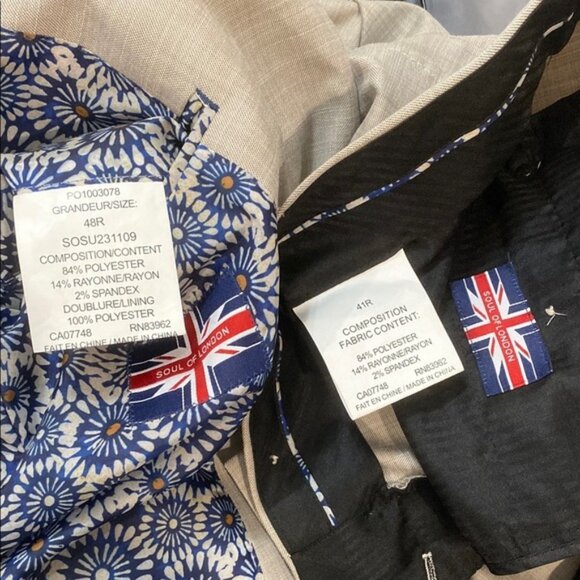 PO1003078
GRANDEUR/SIZE:
48R
SOSU231109
COMPOSITION/CONTENT
84% POLYESTER
14% RAYONNE/RAYON
2% SPANDEX
DOUBLURE/LINING
100% POLYESTER
CA07748 RN83962
FAIT EN CHINE / MADE IN CHINA
SOUL OF LONDON
41R
COMPOSITION
FABRIC CONTENT:
84% POLYESTER
14% RAYONNE/RAYON
2% SPANDEX
CA07748 RN83962
FAIT EN CHINE / MADE IN CHINA
SOUL OF LONDON